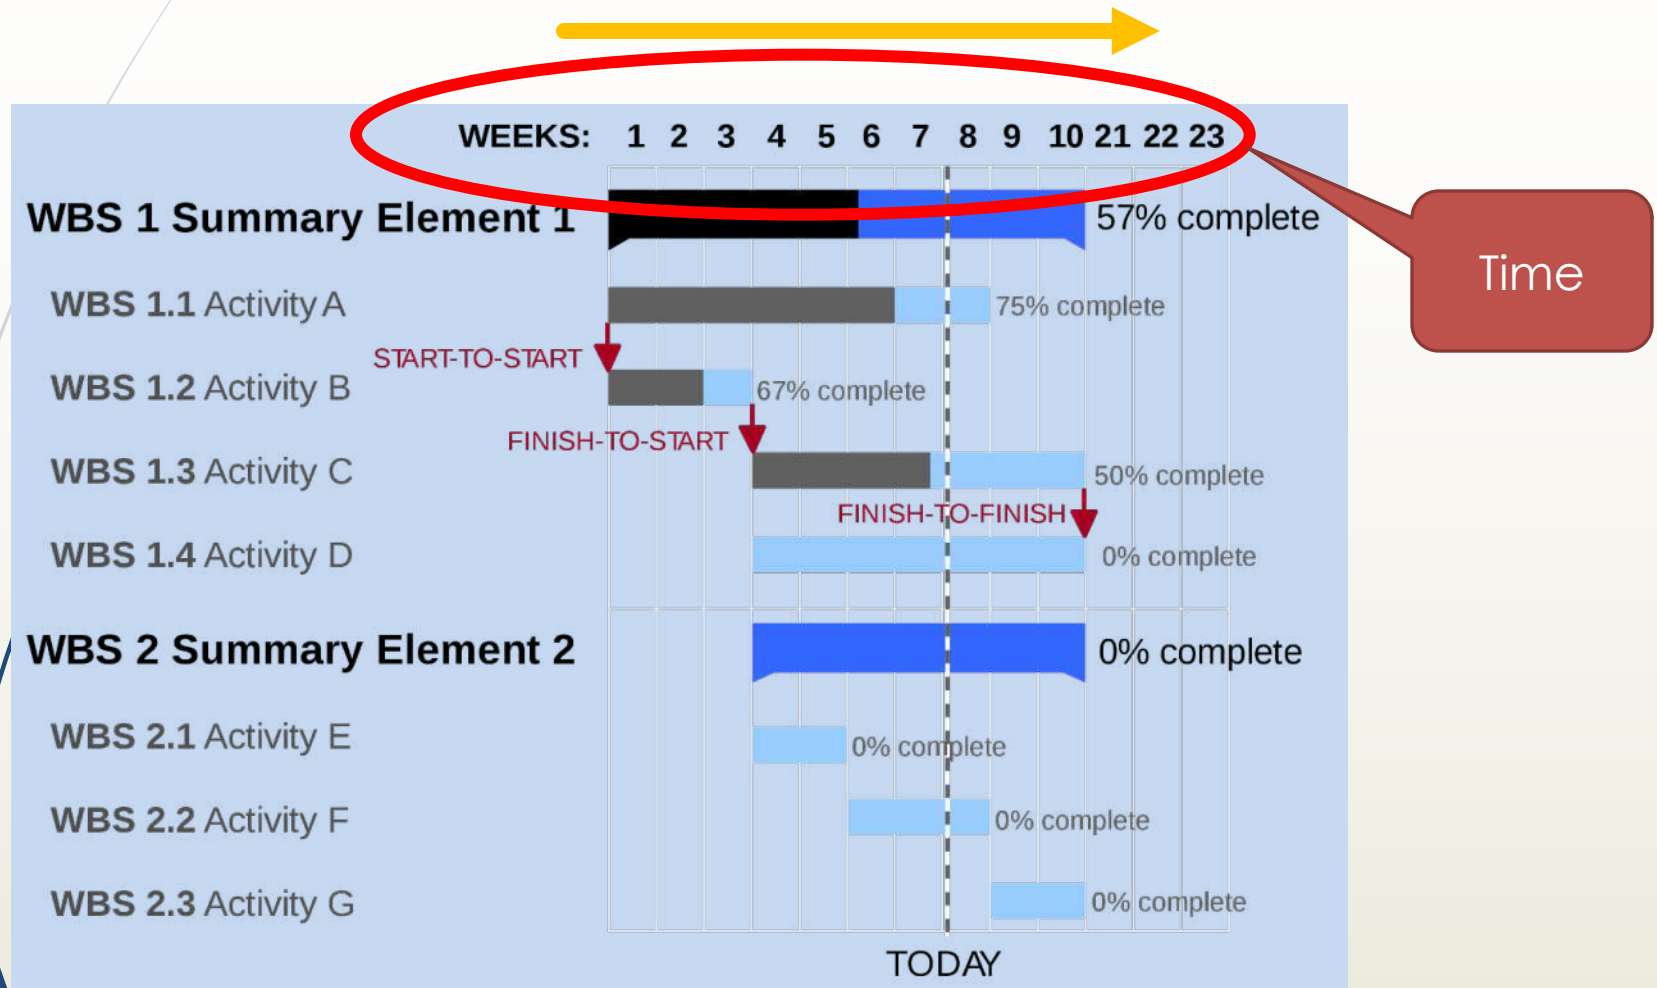 WEEKS: 1 2 3 4 5 6 7 8 9 10 21 22 23
WBS 1 Summary Element 1 57% complete
Time
WBS 1.1 Activity A 75% complete
START-TO-START
WBS 1.2 Activity B 67% complete
FINISH-TO-START
WBS 1.3 Activity C 50% complete
FINISH-TO-FINISH
WBS 1.4 Activity D 0% complete
WBS 2 Summary Element 2 0% complete
WBS 2.1 Activity E 0% complete
WBS 2.2 Activity F 0% complete
WBS 2.3 Activity G 0% complete
TODAY